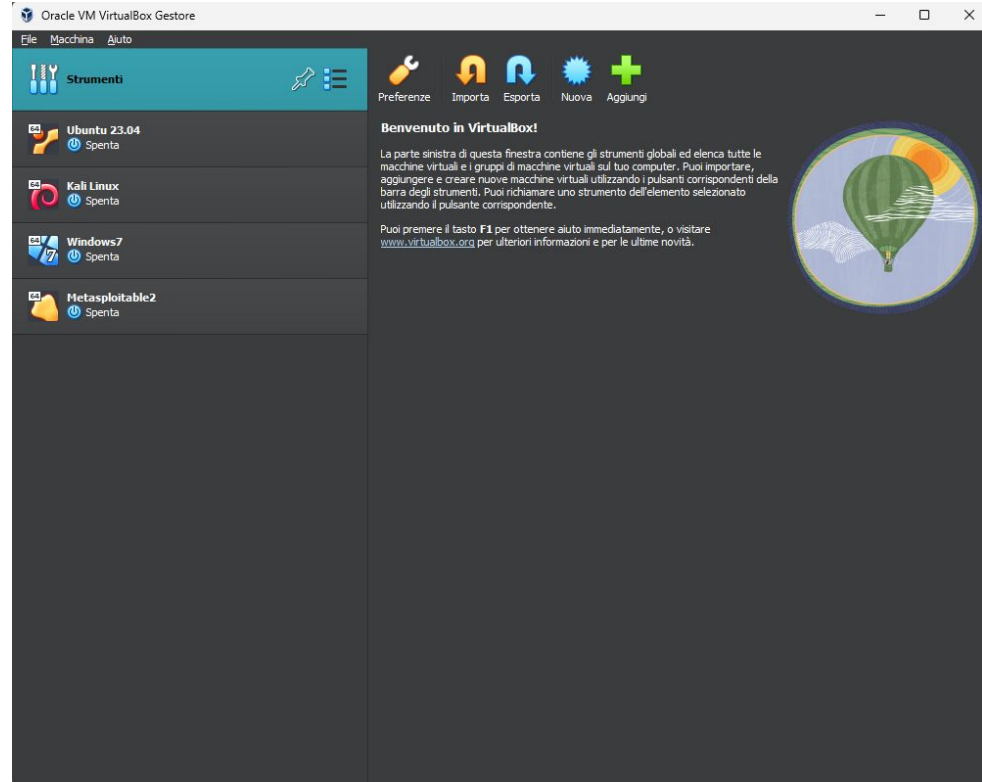 Oracle VM VirtualBox Gestore
File Macchina Aiuto
Strumenti
Preferenze Importa Esporta Nuova Aggiungi
64
Ubuntu 23.04
Spenta
64
Kali Linux
Spenta
64
7
Windows7
Spenta
64
Metasploitable2
Spenta
Benvenuto in VirtualBox!
La parte sinistra di questa finestra contiene gli strumenti globali ed elenca tutte le
macchine virtuali e i gruppi di macchine virtuali sul tuo computer. Puoi importare,
aggiungere e creare nuove macchine virtuali utilizzando i pulsanti corrispondenti della
barra degli strumenti. Puoi richiamare uno strumento dell'elemento selezionato
utilizzando il pulsante corrispondente.
Puoi premere il tasto F1 per ottenere aiuto immediatamente, o visitare
www.virtualbox.org per ulteriori informazioni e per le ultime novità.